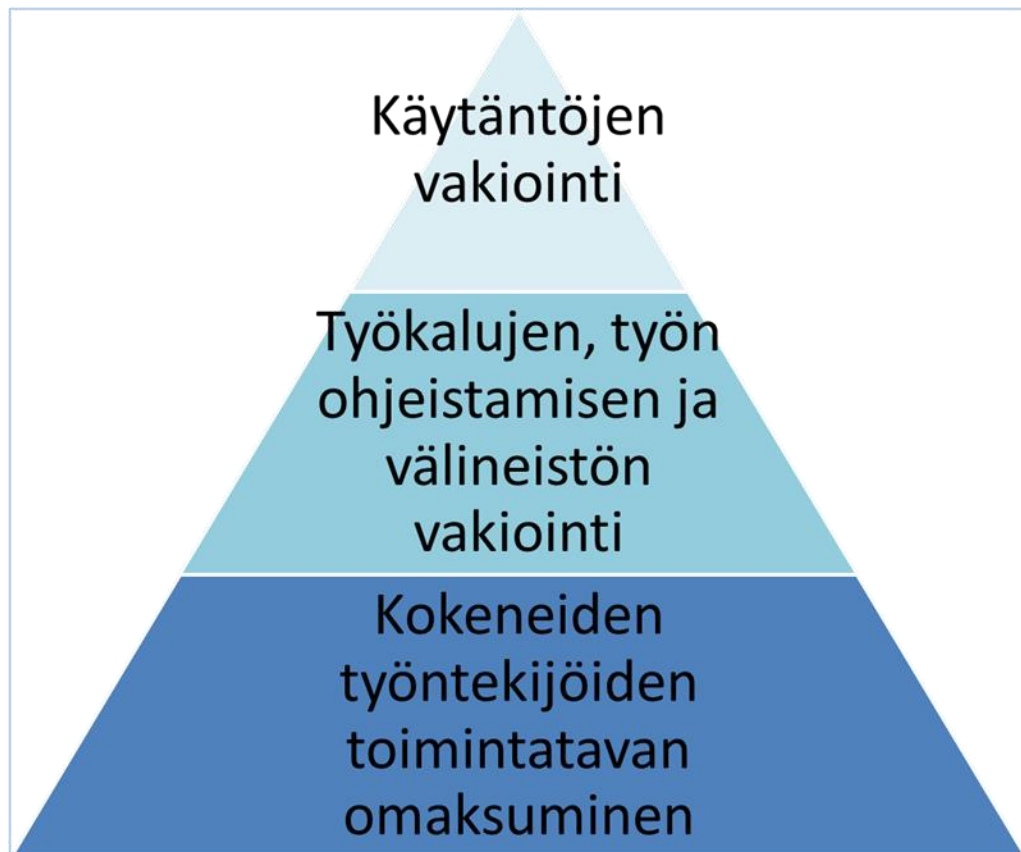 Käytäntöjen
vakiointi
Työkalujen, työn
ohjeistamisen ja
välineistön
vakiointi
Kokeneiden
työntekijöiden
toimintatavan
omaksuminen